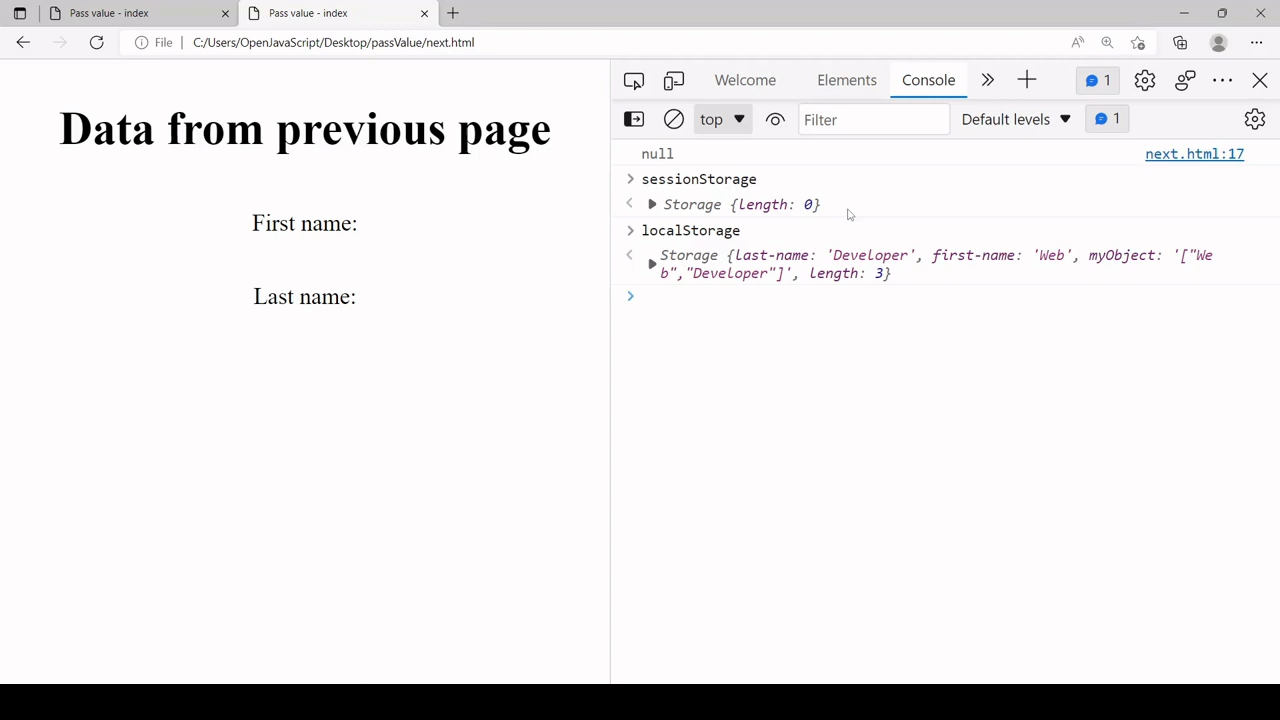 Pass value - index
Pass value - index
File
C:/Users/OpenJavaScript/Desktop/passValue/next.html
Welcome
Elements
Console
1
top
Filter
Default levels
1
null
next.html:17
sessionStorage
Storage {length: 0}
localStorage
Storage {last-name: 'Developer', first-name: 'Web', myObject: '["We
b","Developer"]', length: 3}
Data from previous page
First name:
Last name: